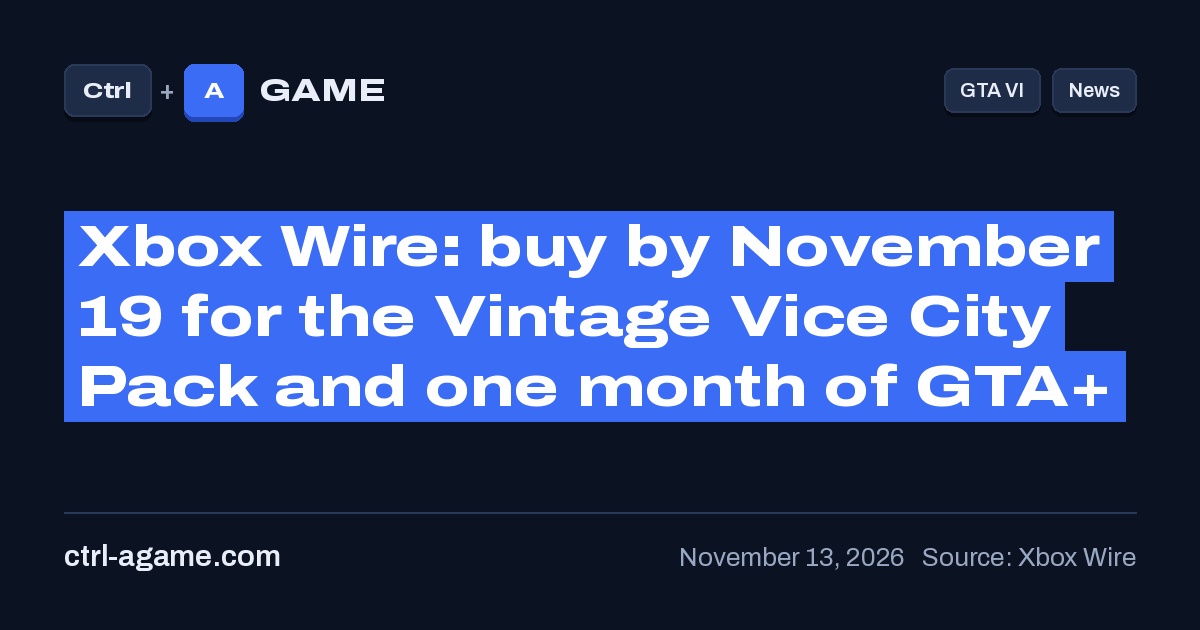 Ctrl + A GAME
GTA VI News
Xbox Wire: buy by November
19 for the Vintage Vice City
Pack and one month of GTA+
ctrl-agame.com
November 13, 2026 Source: Xbox Wire